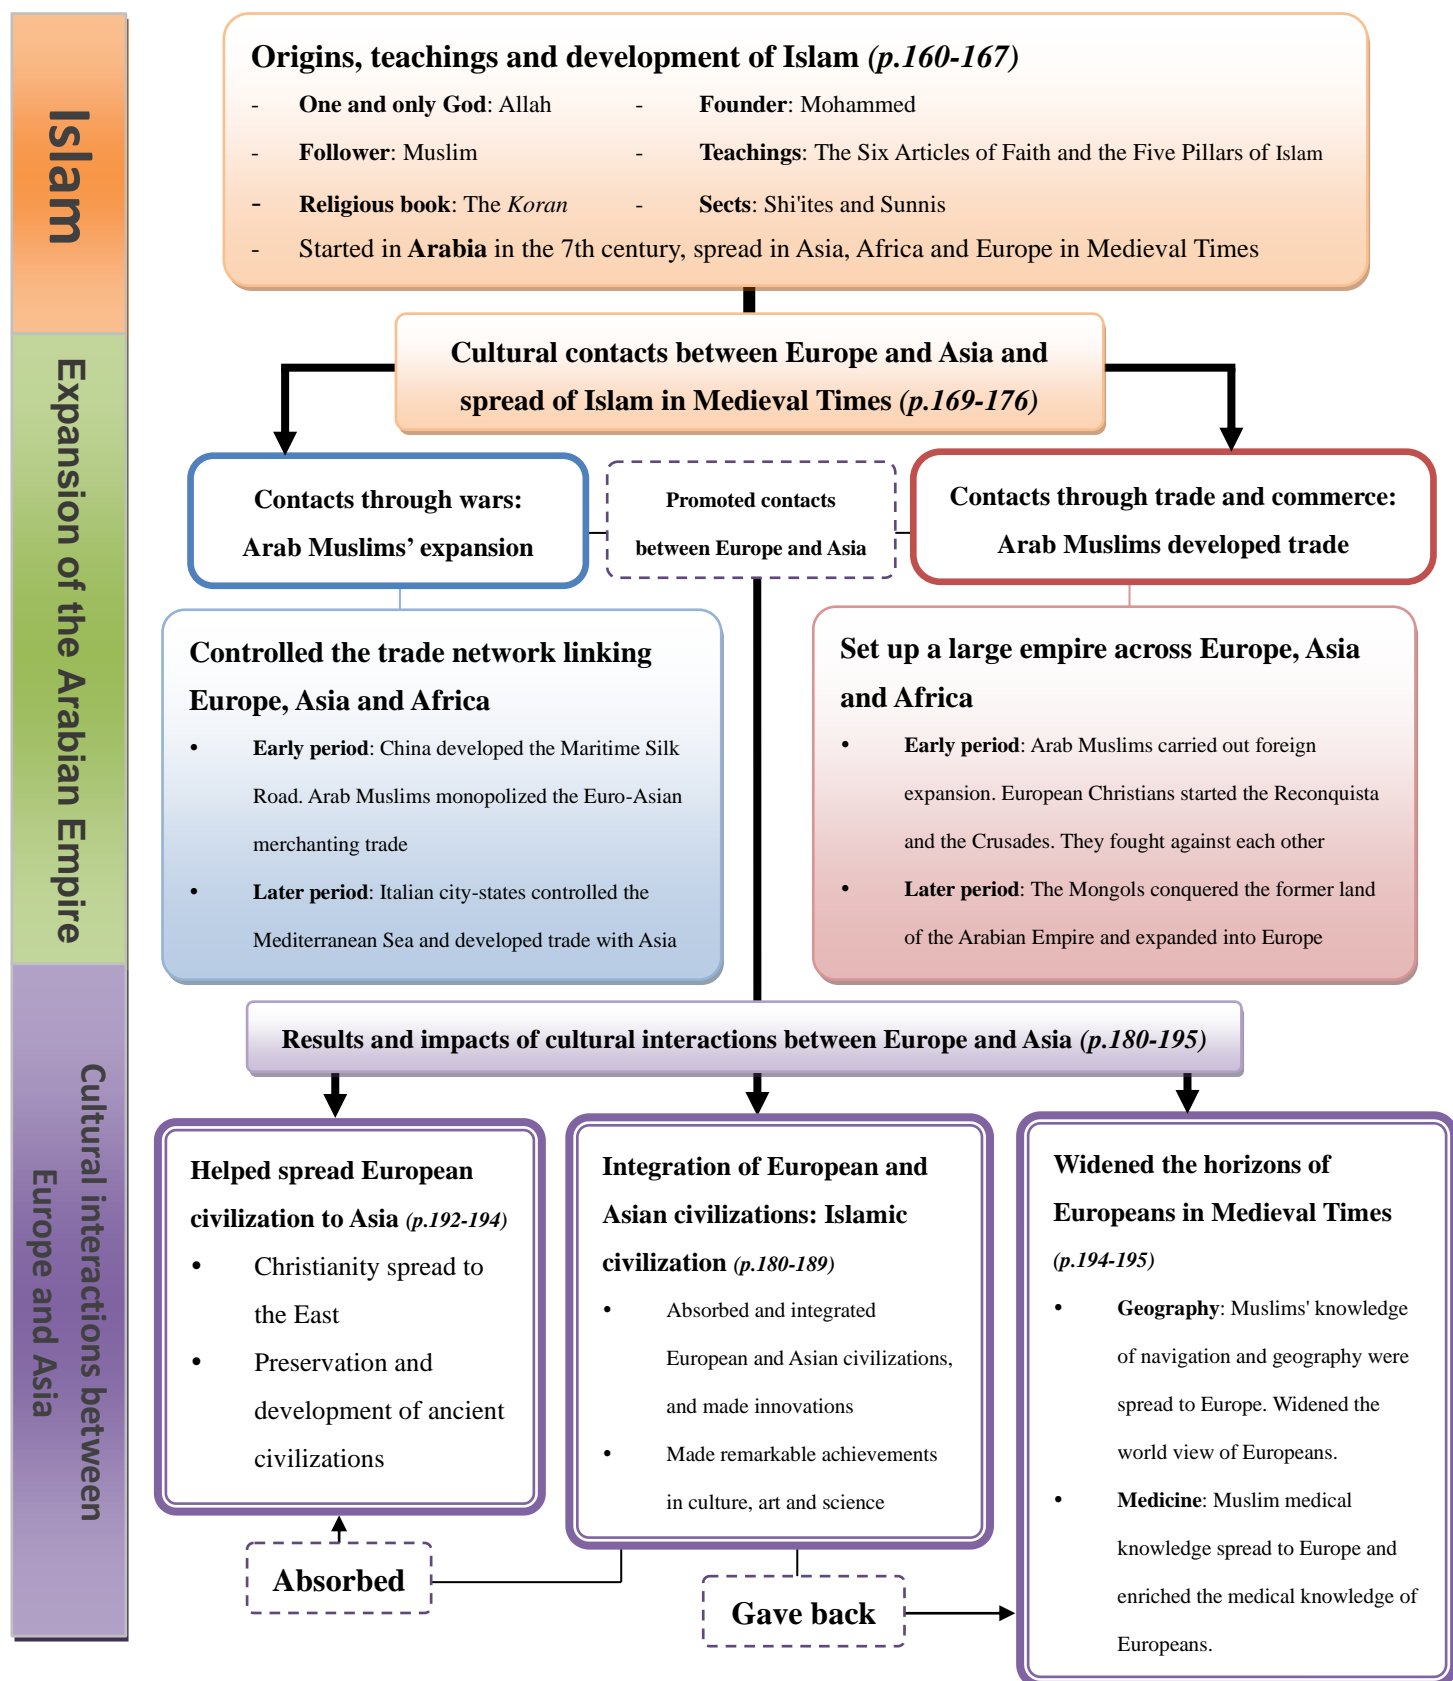 Islam
Origins, teachings and development of Islam (p.160-167)
- One and only God: Allah - Founder: Mohammed
- Follower: Muslim - Teachings: The Six Articles of Faith and the Five Pillars of Islam
- Religious book: The Koran - Sects: Shi'ites and Sunnis
- Started in Arabia in the 7th century, spread in Asia, Africa and Europe in Medieval Times
Expansion of the Arabian Empire
Cultural contacts between Europe and Asia and
spread of Islam in Medieval Times (p.169-176)
Contacts through wars:
Arab Muslims’ expansion
Promoted contacts
between Europe and Asia
Contacts through trade and commerce:
Arab Muslims developed trade
Controlled the trade network linking
Europe, Asia and Africa
• Early period: China developed the Maritime Silk
Road. Arab Muslims monopolized the Euro-Asian
merchanting trade
• Later period: Italian city-states controlled the
Mediterranean Sea and developed trade with Asia
Set up a large empire across Europe, Asia
and Africa
• Early period: Arab Muslims carried out foreign
expansion. European Christians started the Reconquista
and the Crusades. They fought against each other
• Later period: The Mongols conquered the former land
of the Arabian Empire and expanded into Europe
Cultural interactions between
Europe and Asia
Results and impacts of cultural interactions between Europe and Asia (p.180-195)
Helped spread European
civilization to Asia (p.192-194)
• Christianity spread to
the East
• Preservation and
development of ancient
civilizations
Integration of European and
Asian civilizations: Islamic
civilization (p.180-189)
• Absorbed and integrated
European and Asian civilizations,
and made innovations
• Made remarkable achievements
in culture, art and science
Widened the horizons of
Europeans in Medieval Times
(p.194-195)
• Geography: Muslims' knowledge
of navigation and geography were
spread to Europe. Widened the
world view of Europeans.
• Medicine: Muslim medical
knowledge spread to Europe and
enriched the medical knowledge of
Europeans.
Absorbed
Gave back